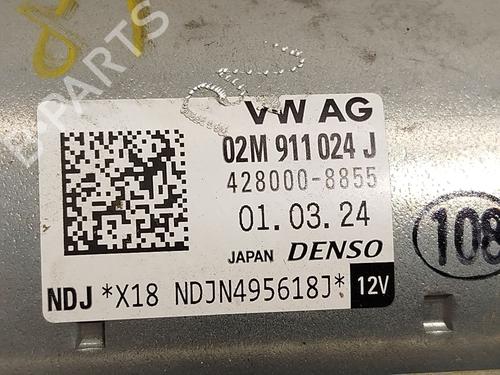 B-PARTS
VW AG
02M 911 024 J
428000-8855
01.03.24
JAPAN DENSO
NDJ *X18 NDJN495618J* 12V
108